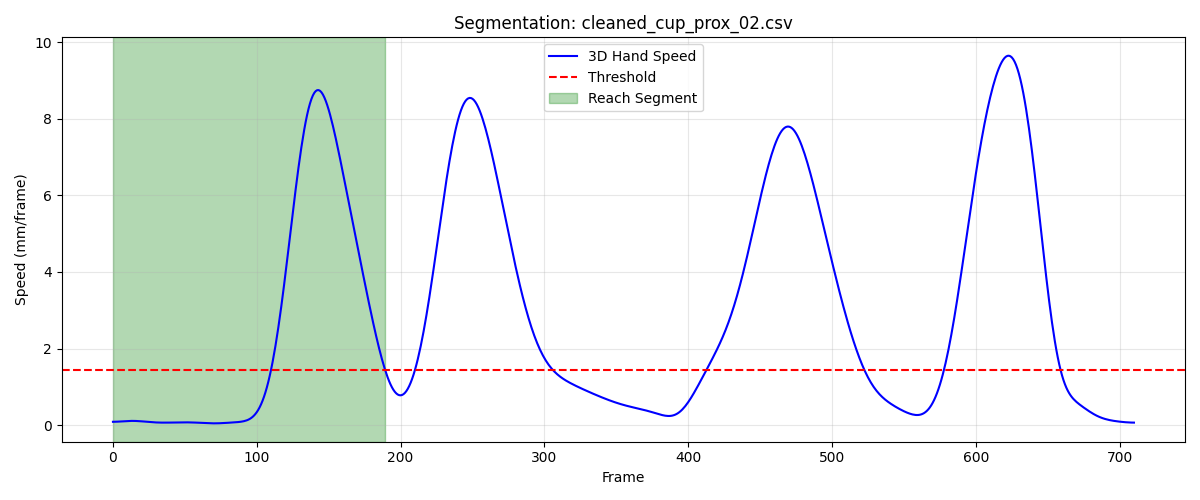 Segmentation: cleaned_cup_prox_02.csv
10
8
6
4
2
0
Speed (mm/frame)
3D Hand Speed
Threshold
Reach Segment
0 100 200 300 400 500 600 700
Frame